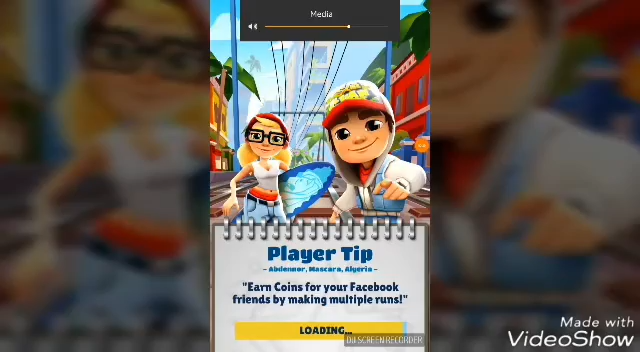 Media
Player Tip
- Abdennor, Mascara, Algeria -
"Earn Coins for your Facebook
friends by making multiple runs!"
LOADING...
DU SCREEN RECORDER
Made with
VideoShow